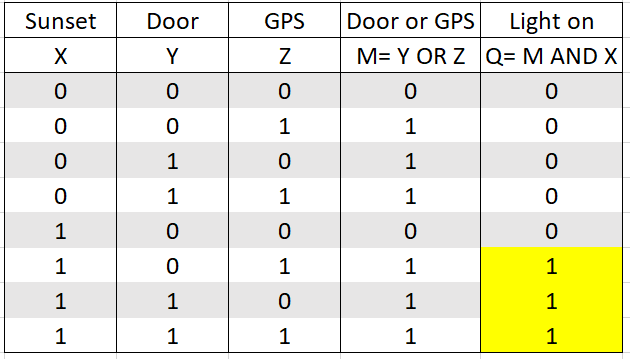 Sunset Door GPS Door or GPS Light on
X Y Z M= Y OR Z Q= M AND X
0 0 0 0 0
0 0 1 1 0
0 1 0 1 0
0 1 1 1 0
1 0 0 0 0
1 0 1 1 1
1 1 0 1 1
1 1 1 1 1